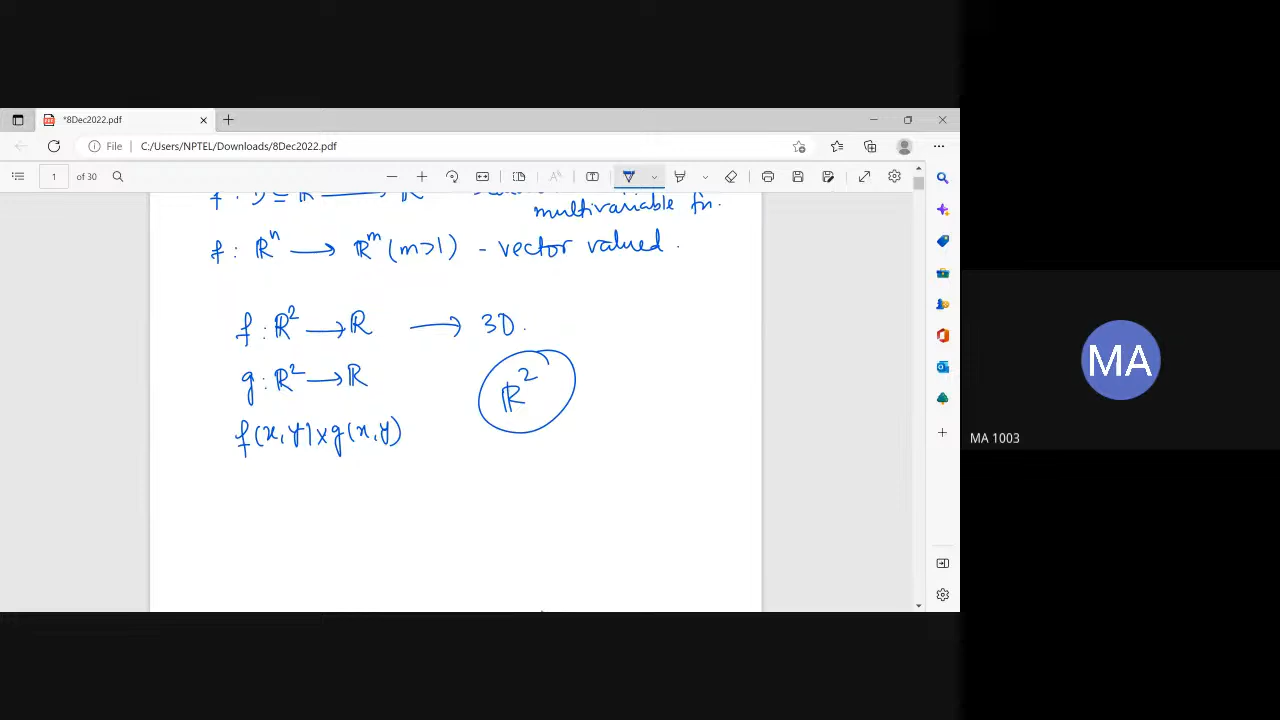 *8Dec2022.pdf
File C:/Users/NPTEL/Downloads/8Dec2022.pdf
1 of 30
f : D ⊆ ℝ ⟶ ℝ
multivariable fn.
f : ℝⁿ ⟶ ℝᵐ (m>1) - vector valued .
f : ℝ² ⟶ ℝ ⟶ 3D .
g : ℝ² ⟶ ℝ
ℝ²
f(x,y) x g(x,y)
MA
MA 1003